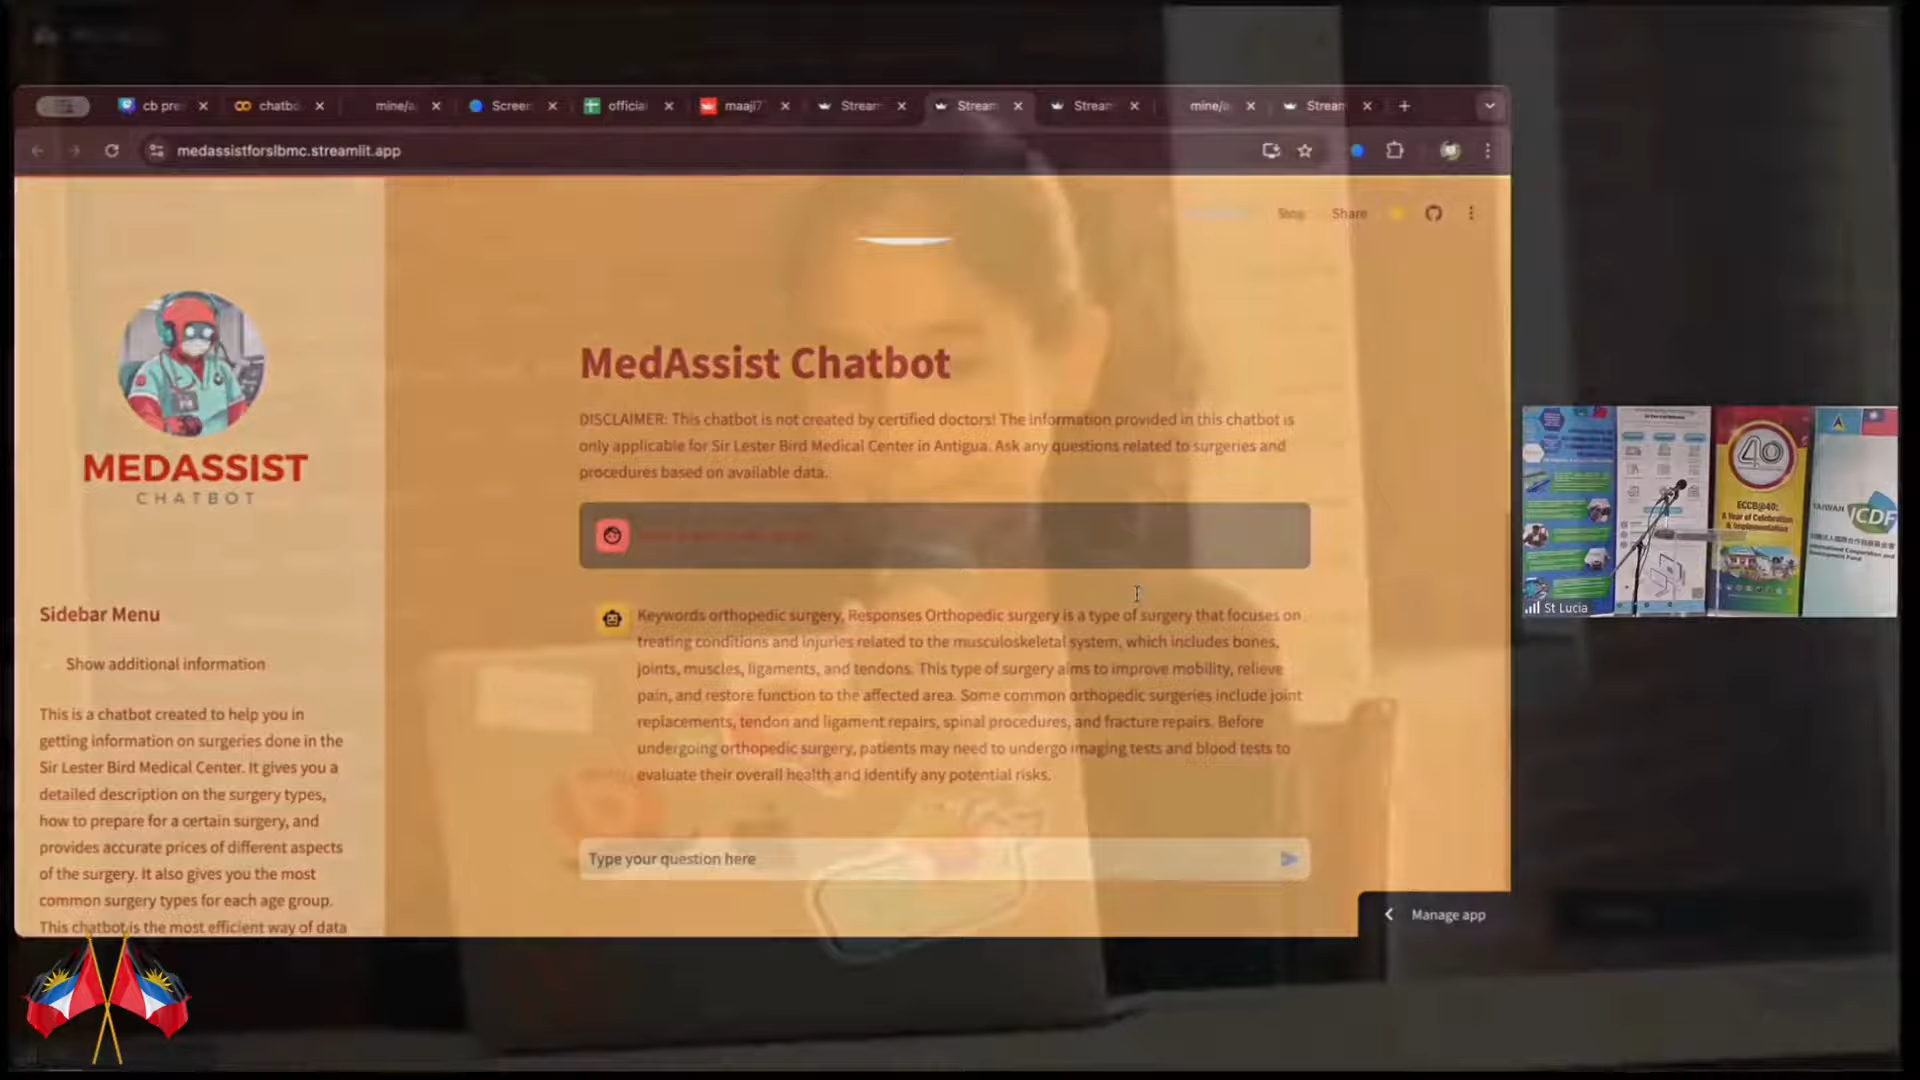 cb pre
chatbo
mine/a
Screen
official
maaji7
Stream
Stream
Stream
mine/a
Stream
medassistforslbmc.streamlit.app
Stop
Share
MedAssist Chatbot
DISCLAIMER: This chatbot is not created by certified doctors! The information provided in this chatbot is
only applicable for Sir Lester Bird Medical Center in Antigua. Ask any questions related to surgeries and
procedures based on available data.
MEDASSIST
CHATBOT
Sidebar Menu
Show additional information
This is a chatbot created to help you in
getting information on surgeries done in the
Sir Lester Bird Medical Center. It gives you a
detailed description on the surgery types,
how to prepare for a certain surgery, and
provides accurate prices of different aspects
of the surgery. It also gives you the most
common surgery types for each age group.
This chatbot is the most efficient way of data
Keywords orthopedic surgery, Responses Orthopedic surgery is a type of surgery that focuses on
treating conditions and injuries related to the musculoskeletal system, which includes bones,
joints, muscles, ligaments, and tendons. This type of surgery aims to improve mobility, relieve
pain, and restore function to the affected area. Some common orthopedic surgeries include joint
replacements, tendon and ligament repairs, spinal procedures, and fracture repairs. Before
undergoing orthopedic surgery, patients may need to undergo imaging tests and blood tests to
evaluate their overall health and identify any potential risks.
Type your question here
Manage app
40
ECCB@40:
A Year of Celebration
& Implementation
TAIWAN ICDF
International Cooperation and
Development Fund
St Lucia